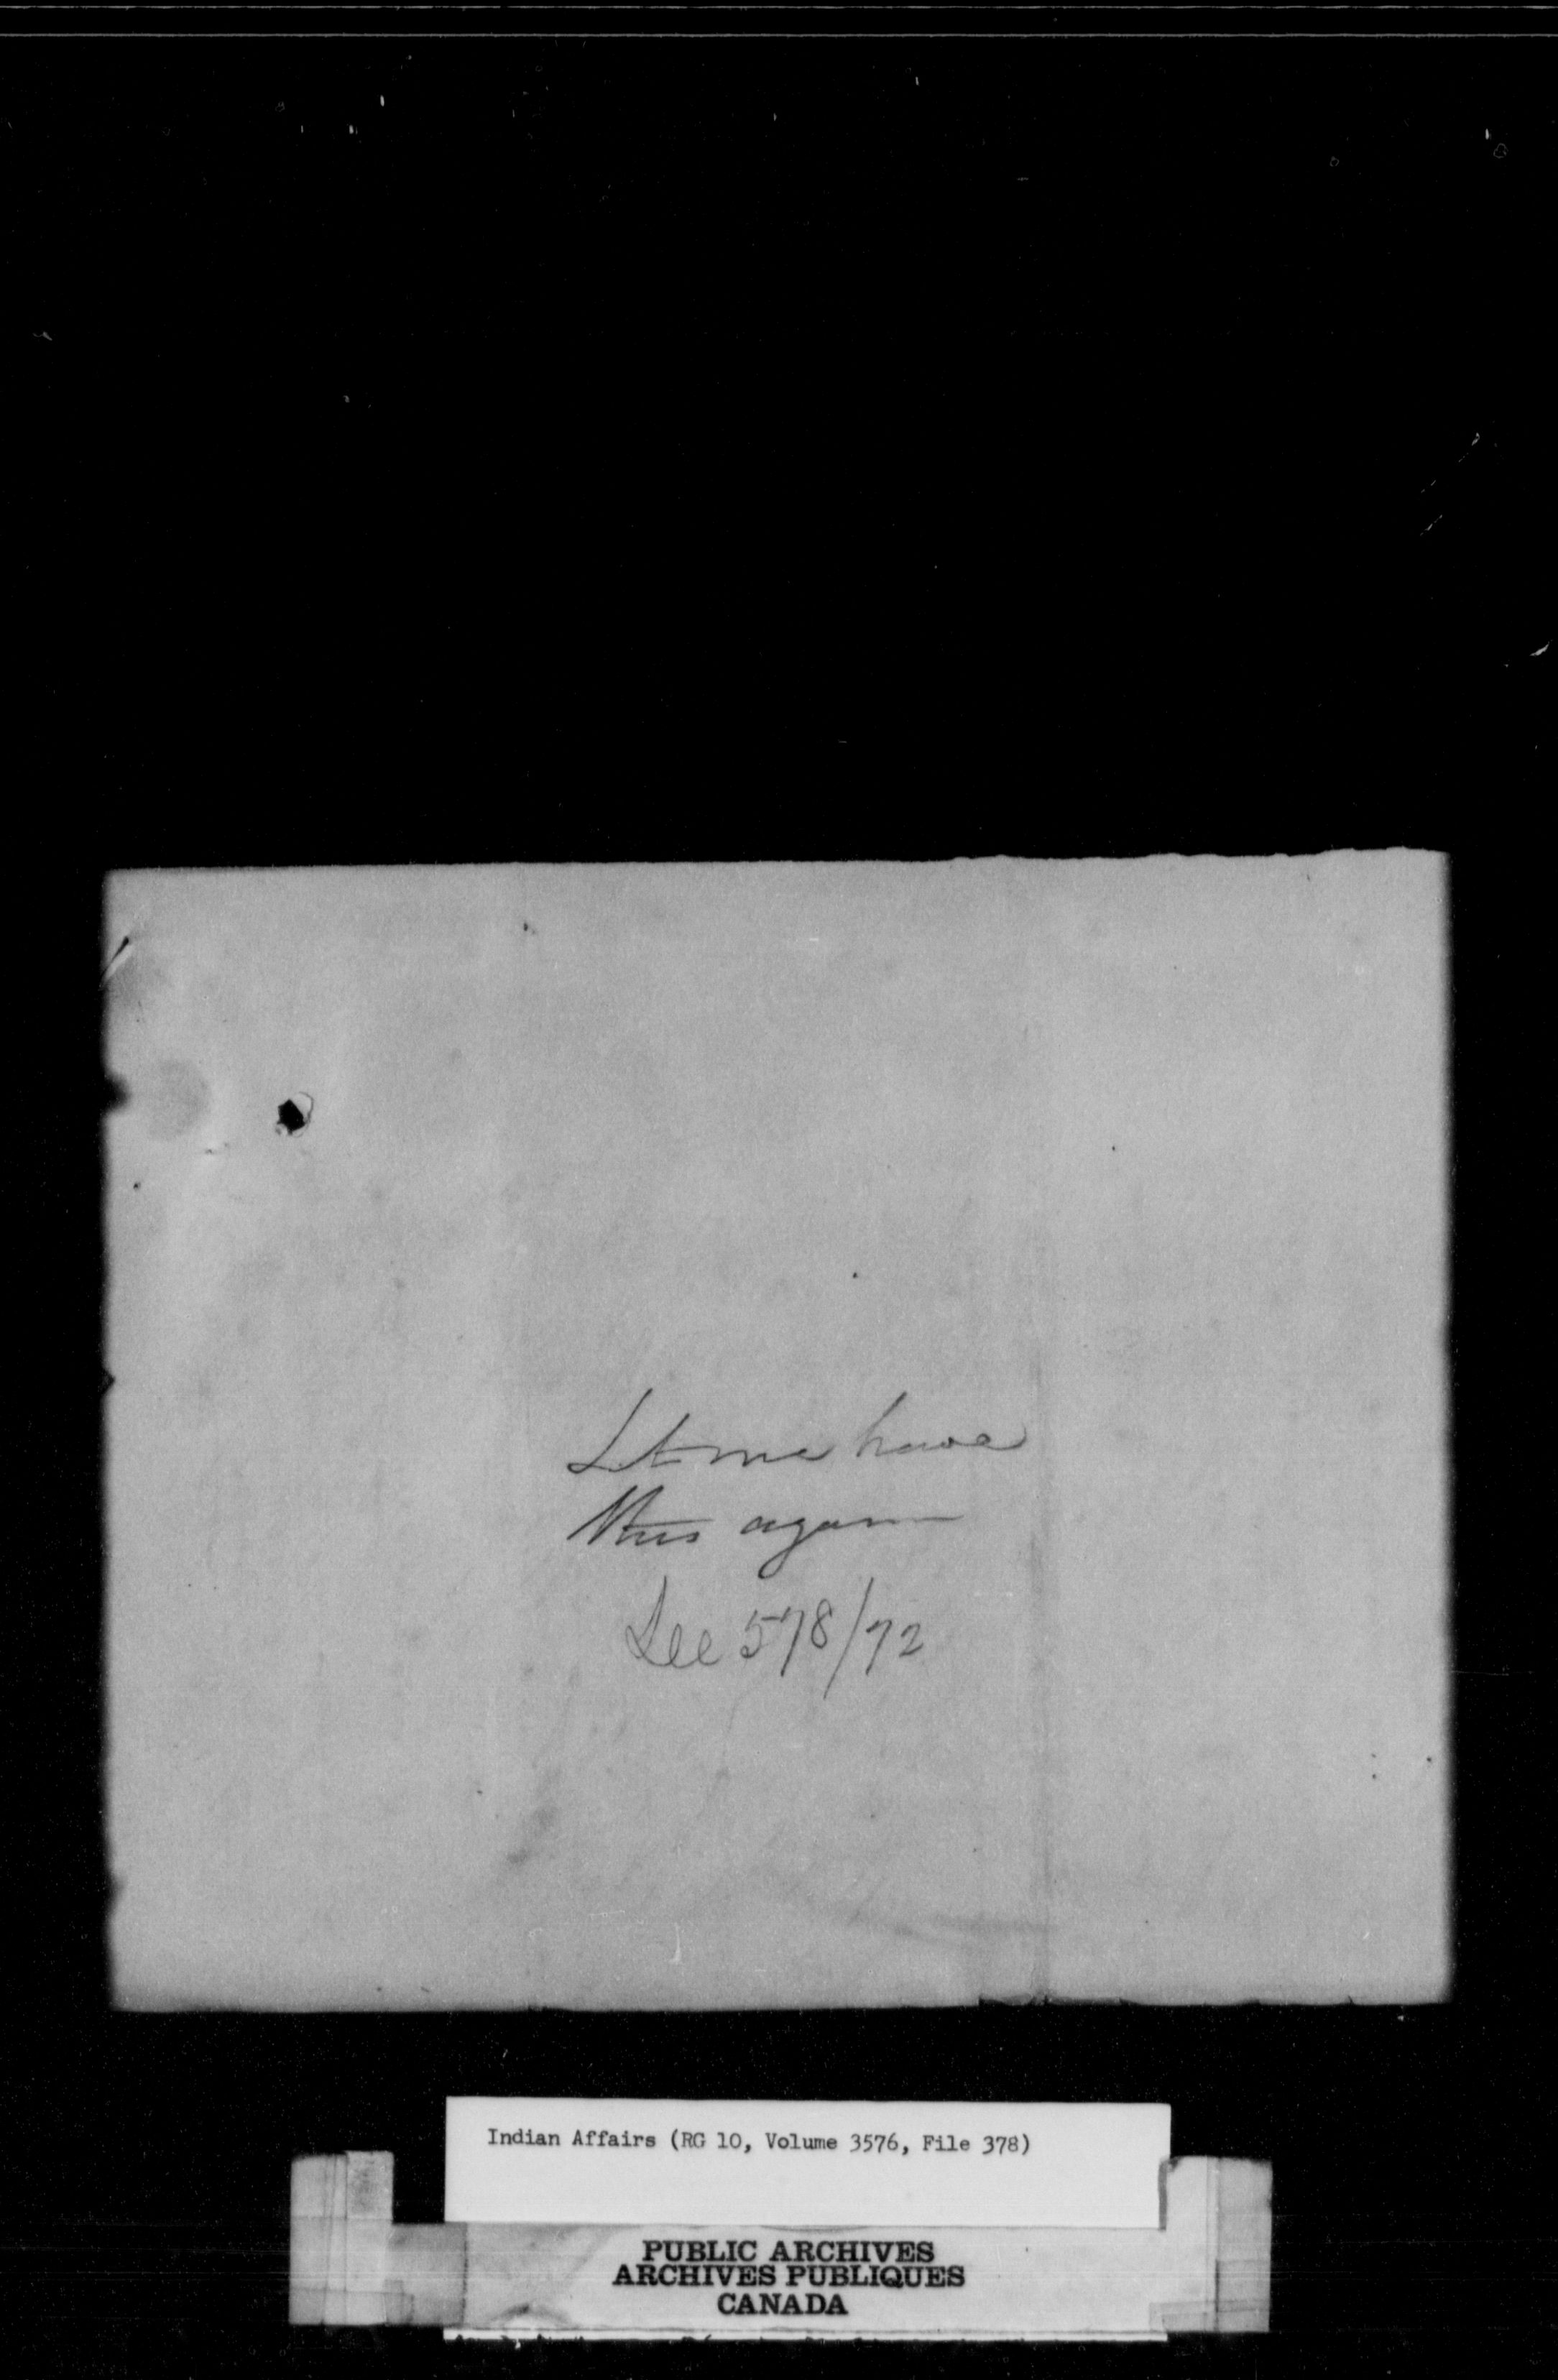 Let me have
this again
See 578/72
Indian Affairs (RG 10, Volume 3576, File 378)
PUBLIC ARCHIVES
ARCHIVES PUBLIQUES
CANADA